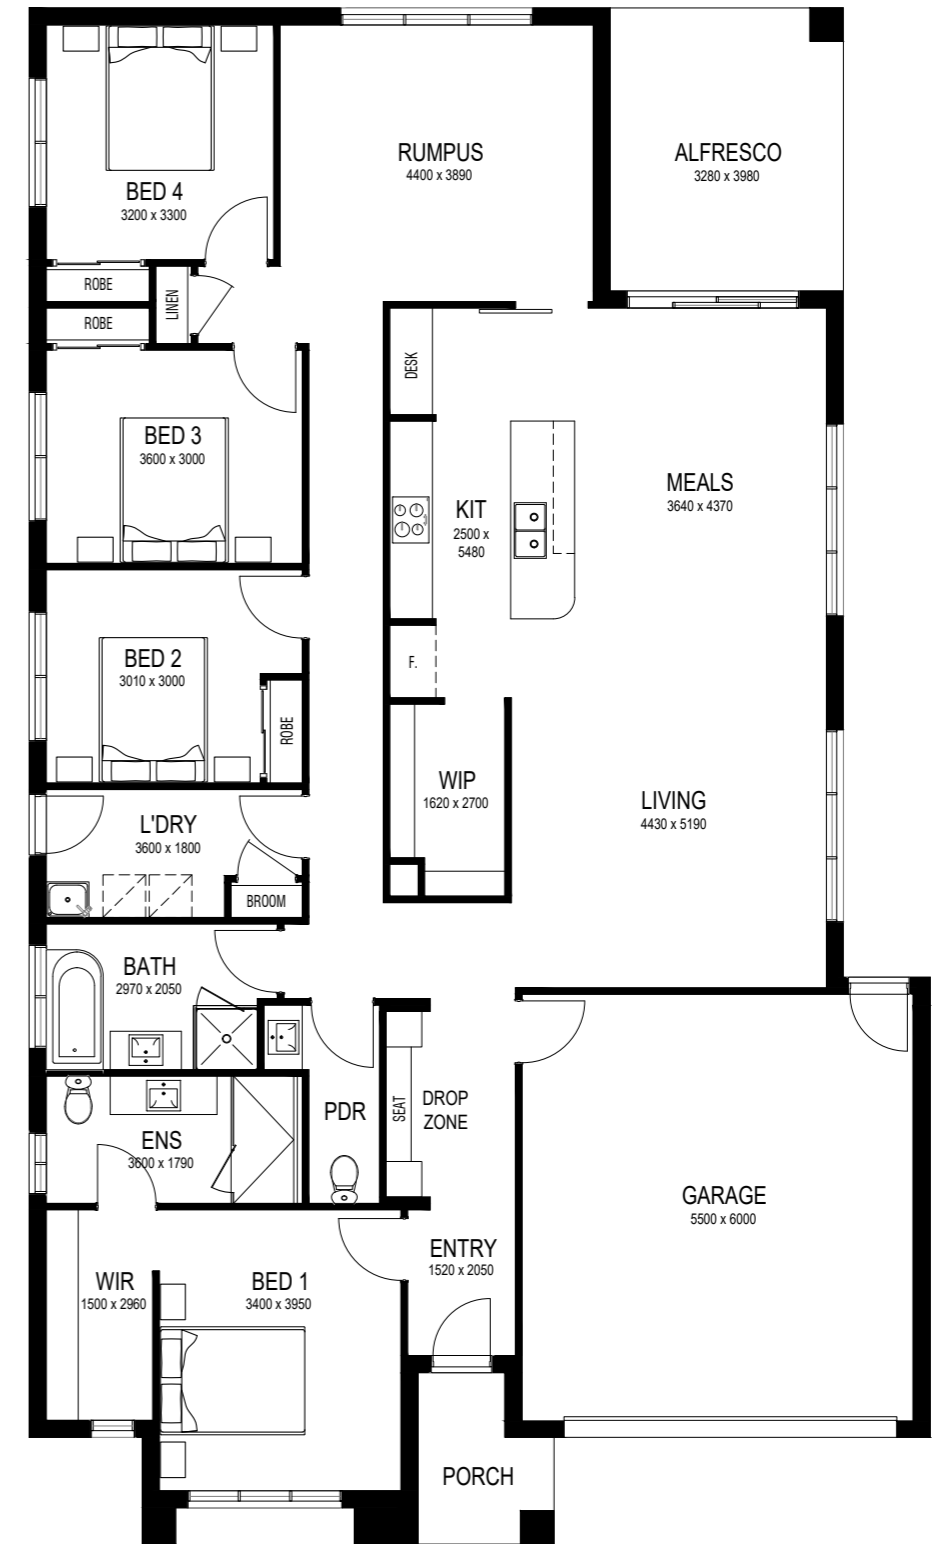 RUMPUS
4400 x 3890
ALFRESCO
3280 x 3980
BED 4
3200 x 3300
ROBE
LINEN
ROBE
DESK
BED 3
3600 x 3000
KIT
2500 x
5480
MEALS
3640 x 4370
F.
BED 2
3010 x 3000
ROBE
WIP
1620 x 2700
LIVING
4430 x 5190
L'DRY
3600 x 1800
BROOM
BATH
2970 x 2050
PDR
SEAT
DROP
ZONE
ENS
3600 x 1790
GARAGE
5500 x 6000
ENTRY
1520 x 2050
WIR
1500 x 2960
BED 1
3400 x 3950
PORCH